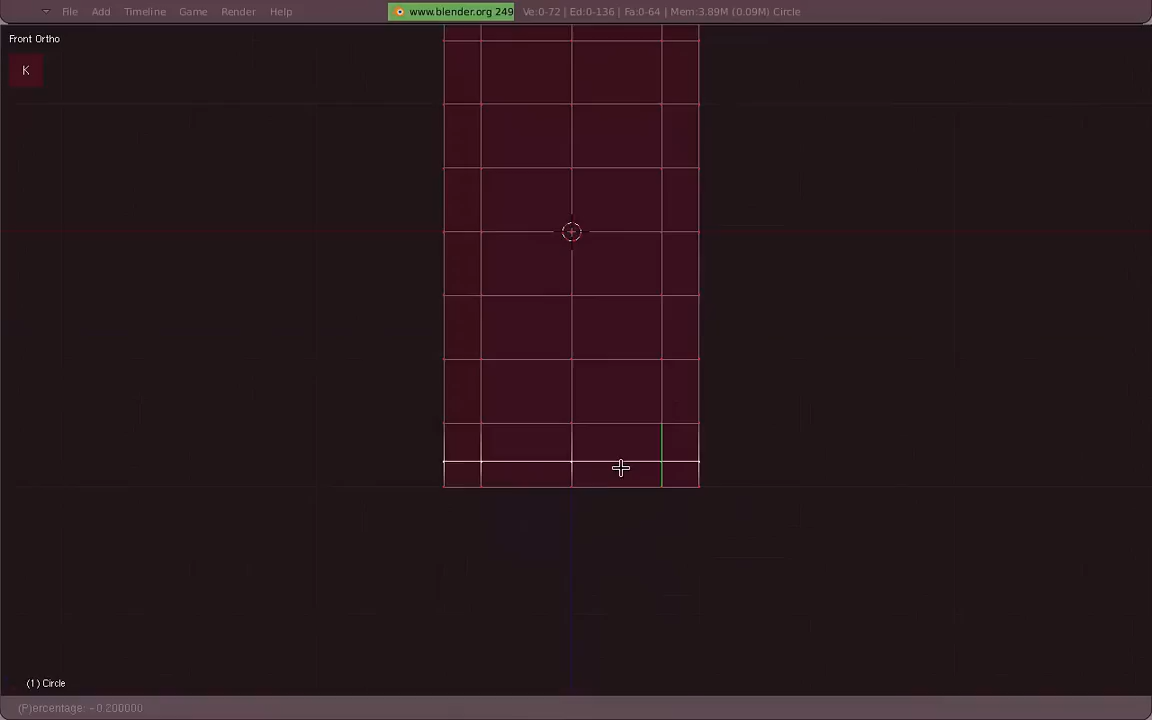 File Add Timeline Game Render Help www.blender.org 249 Ve:0-72 | Ed:0-136 | Fa:0-64 | Mem:3.89M (0.09M) Circle
Front Ortho
K
(1) Circle
(P)ercentage: -0.200000